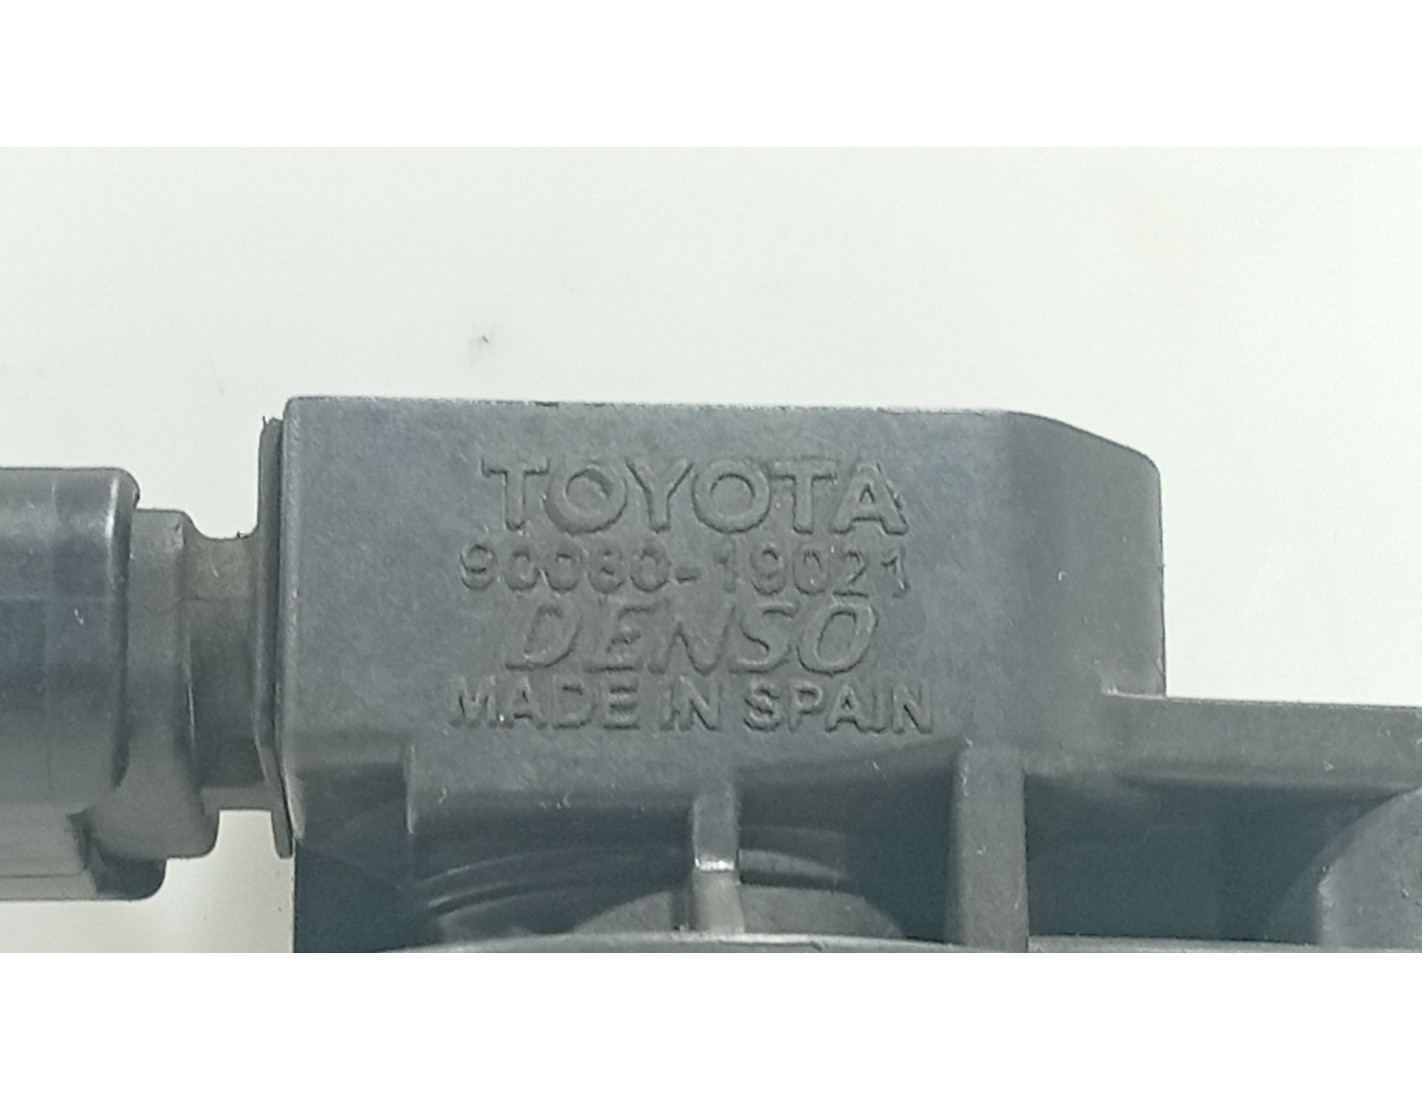 TOYOTA
90080-19021
DENSO
MADE IN SPAIN